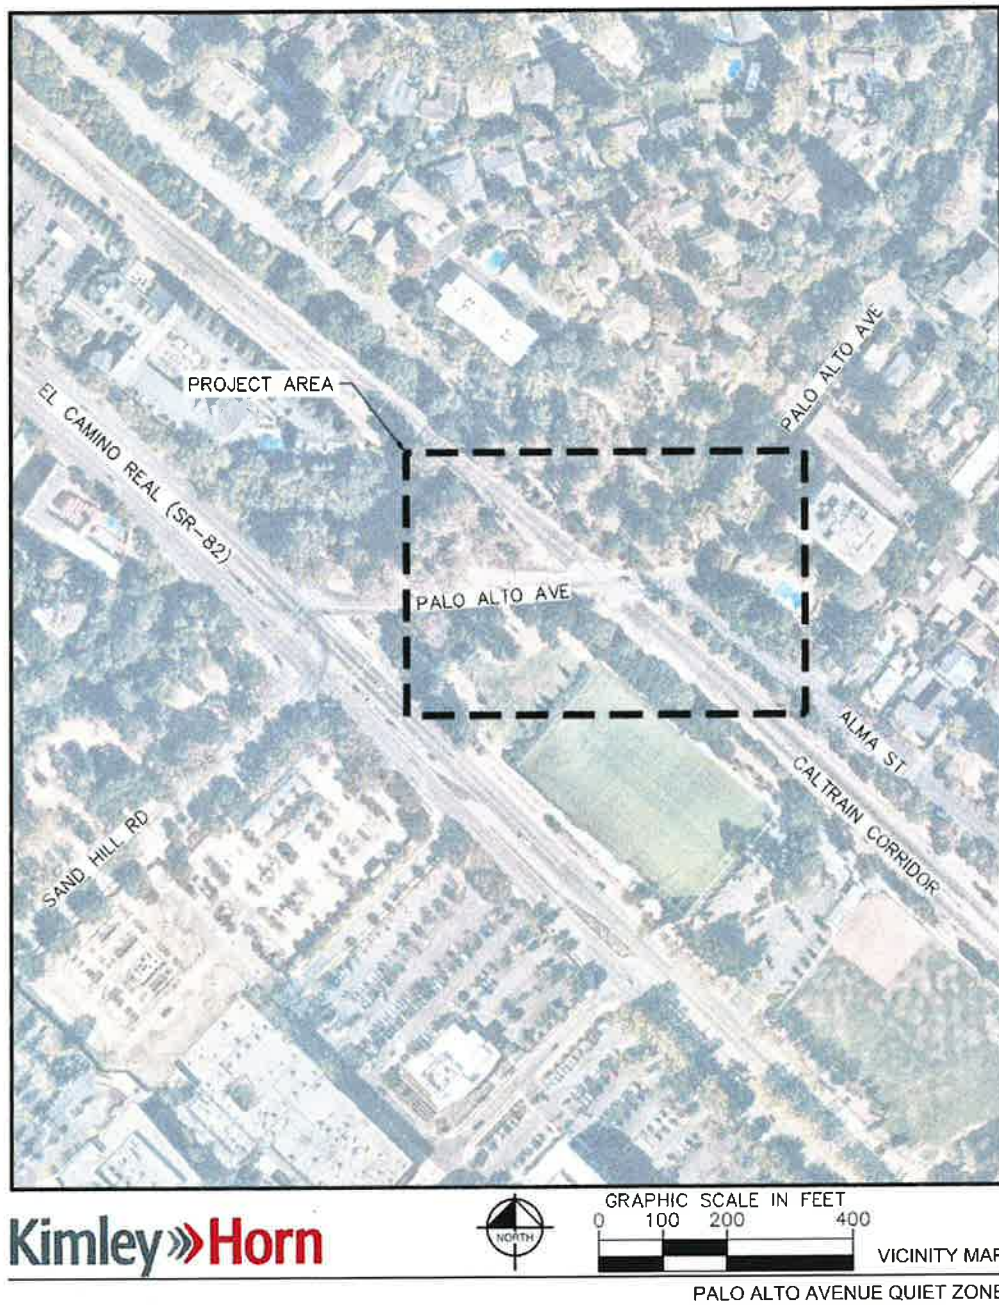 PROJECT AREA
PALO ALTO AVE
EL CAMINO REAL (SR-82)
PALO ALTO AVE
ALMA ST
CALTRAIN CORRIDOR
SAND HILL RD
Kimley»Horn
NORTH
GRAPHIC SCALE IN FEET
0 100 200 400
VICINITY MAP
PALO ALTO AVENUE QUIET ZONE